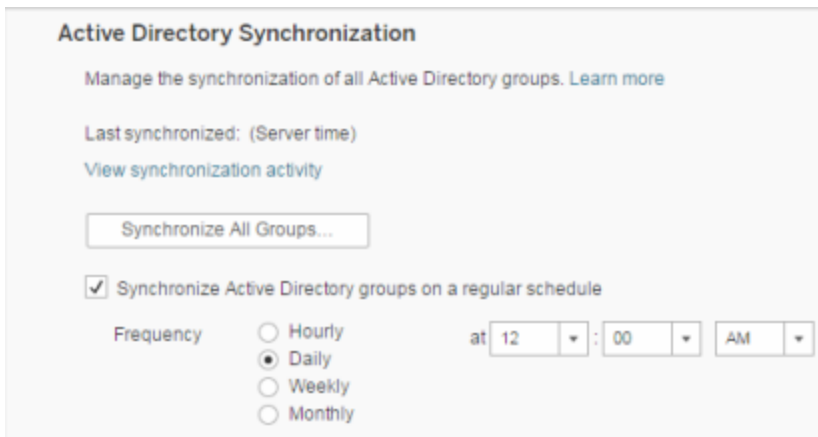 Active Directory Synchronization
Manage the synchronization of all Active Directory groups. Learn more
Last synchronized: (Server time)
View synchronization activity
Synchronize All Groups...
Synchronize Active Directory groups on a regular schedule
Frequency Hourly at 12 : 00 AM
Daily
Weekly
Monthly